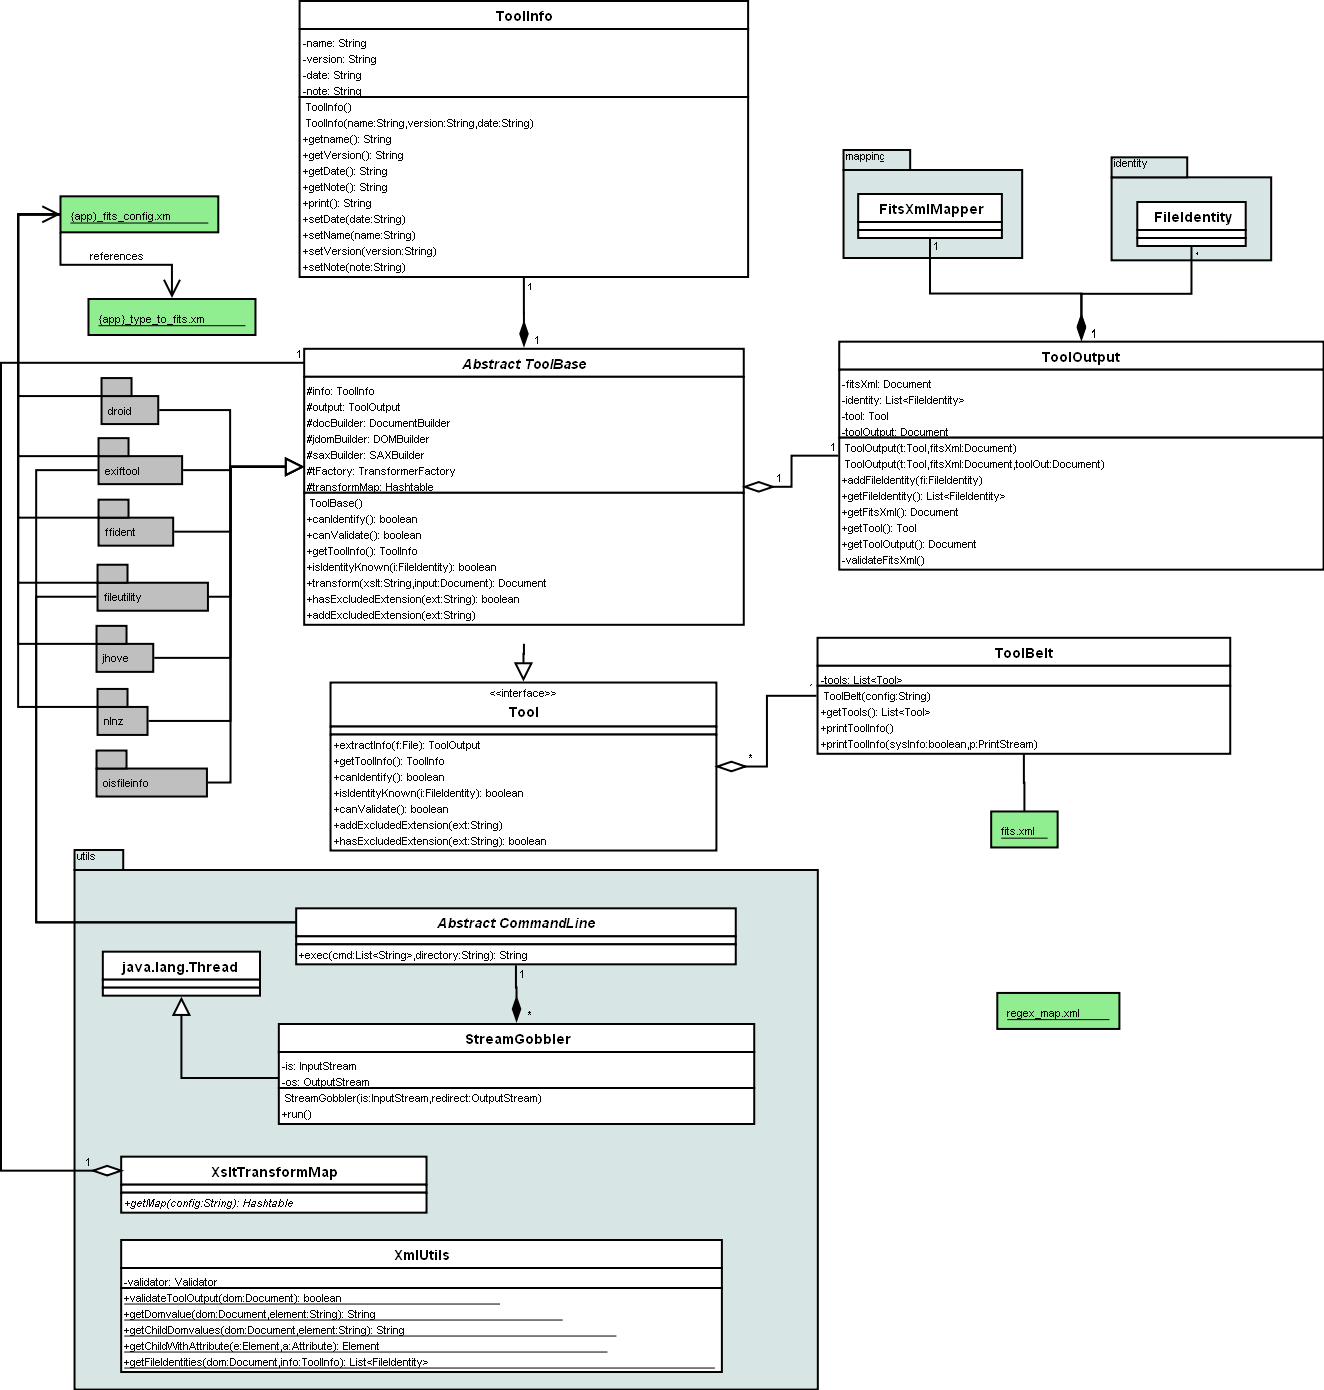 ToolInfo
-name: String
-version: String
-date: String
-note: String
ToolInfo()
ToolInfo(name:String,version:String,date:String)
+getname(): String
+getVersion(): String
+getDate(): String
+getNote(): String
+print(): String
+setDate(date:String)
+setName(name:String)
+setVersion(version:String)
+setNote(note:String)
1
1
mapping
FitsXmlMapper
1
identity
FileIdentity
*
1
{app}_fits_config.xm
references
{app}_type_to_fits.xm
1
Abstract ToolBase
#info: ToolInfo
#output: ToolOutput
#docBuilder: DocumentBuilder
#jdomBuilder: DOMBuilder
#saxBuilder: SAXBuilder
#tFactory: TransformerFactory
#transformMap: Hashtable
ToolBase()
+canIdentify(): boolean
+canValidate(): boolean
+getToolInfo(): ToolInfo
+isIdentityKnown(i:FileIdentity): boolean
+transform(xslt:String,input:Document): Document
+hasExcludedExtension(ext:String): boolean
+addExcludedExtension(ext:String)
1
1
ToolOutput
-fitsXml: Document
-identity: List<FileIdentity>
-tool: Tool
-toolOutput: Document
ToolOutput(t:Tool,fitsXml:Document)
ToolOutput(t:Tool,fitsXml:Document,toolOut:Document)
+addFileIdentity(fi:FileIdentity)
+getFileIdentity(): List<FileIdentity>
+getFitsXml(): Document
+getTool(): Tool
+getToolOutput(): Document
-validateFitsXml()
droid
exiftool
ffident
fileutility
jhove
nlnz
oisfileinfo
<<interface>>
Tool
+extractInfo(f:File): ToolOutput
+getToolInfo(): ToolInfo
+canIdentify(): boolean
+isIdentityKnown(i:FileIdentity): boolean
+canValidate(): boolean
+addExcludedExtension(ext:String)
+hasExcludedExtension(ext:String): boolean
*
ToolBelt
-tools: List<Tool>
ToolBelt(config:String)
+getTools(): List<Tool>
+printToolInfo()
+printToolInfo(sysInfo:boolean,p:PrintStream)
fits.xml
regex_map.xml
utils
Abstract CommandLine
+exec(cmd:List<String>,directory:String): String
1
*
java.lang.Thread
StreamGobbler
-is: InputStream
-os: OutputStream
StreamGobbler(is:InputStream,redirect:OutputStream)
+run()
1
XsltTransformMap
+getMap(config:String): Hashtable
XmlUtils
-validator: Validator
+validateToolOutput(dom:Document): boolean
+getDomvalue(dom:Document,element:String): String
+getChildDomvalues(dom:Document,element:String): String
+getChildWithAttribute(e:Element,a:Attribute): Element
+getFileIdentities(dom:Document,info:ToolInfo): List<FileIdentity>